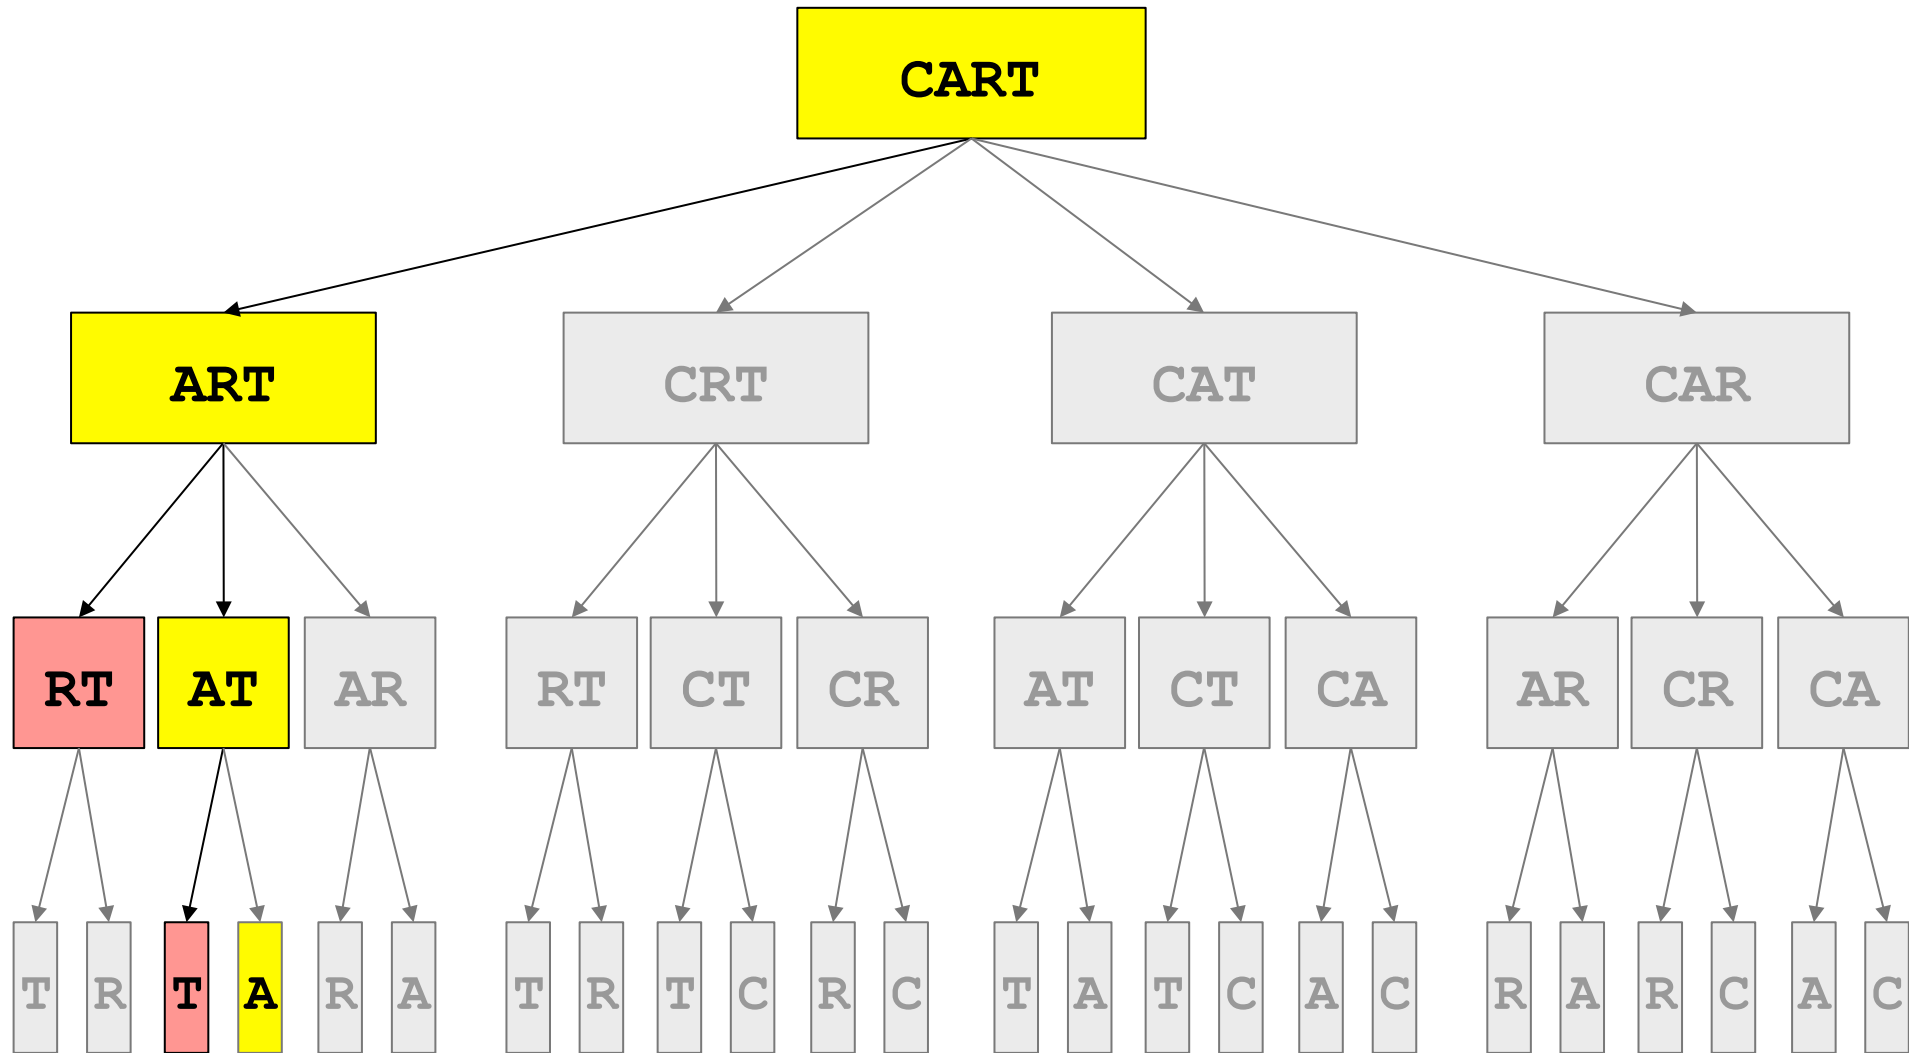 CART
ART CRT CAT CAR
RT AT AR RT CT CR AT CT CA AR CR CA
T R T A R A T R T C R C T A T C A C R A R C A C